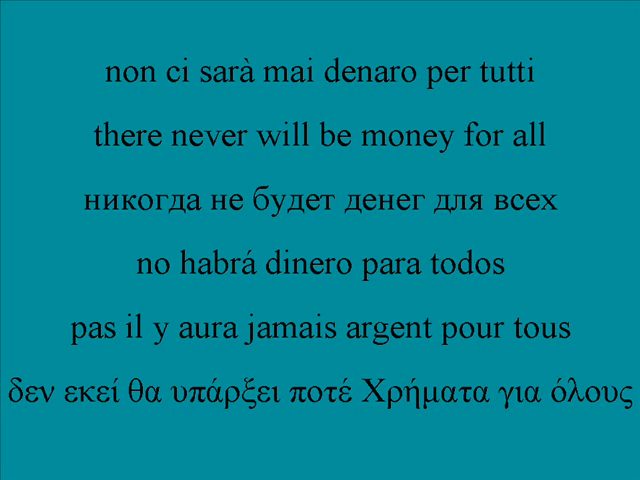 non ci sarà mai denaro per tutti
there never will be money for all
никогда не будет денег для всех
no habrá dinero para todos
pas il y aura jamais argent pour tous
δεν εκεί θα υπάρξει ποτέ Χρήματα για όλους